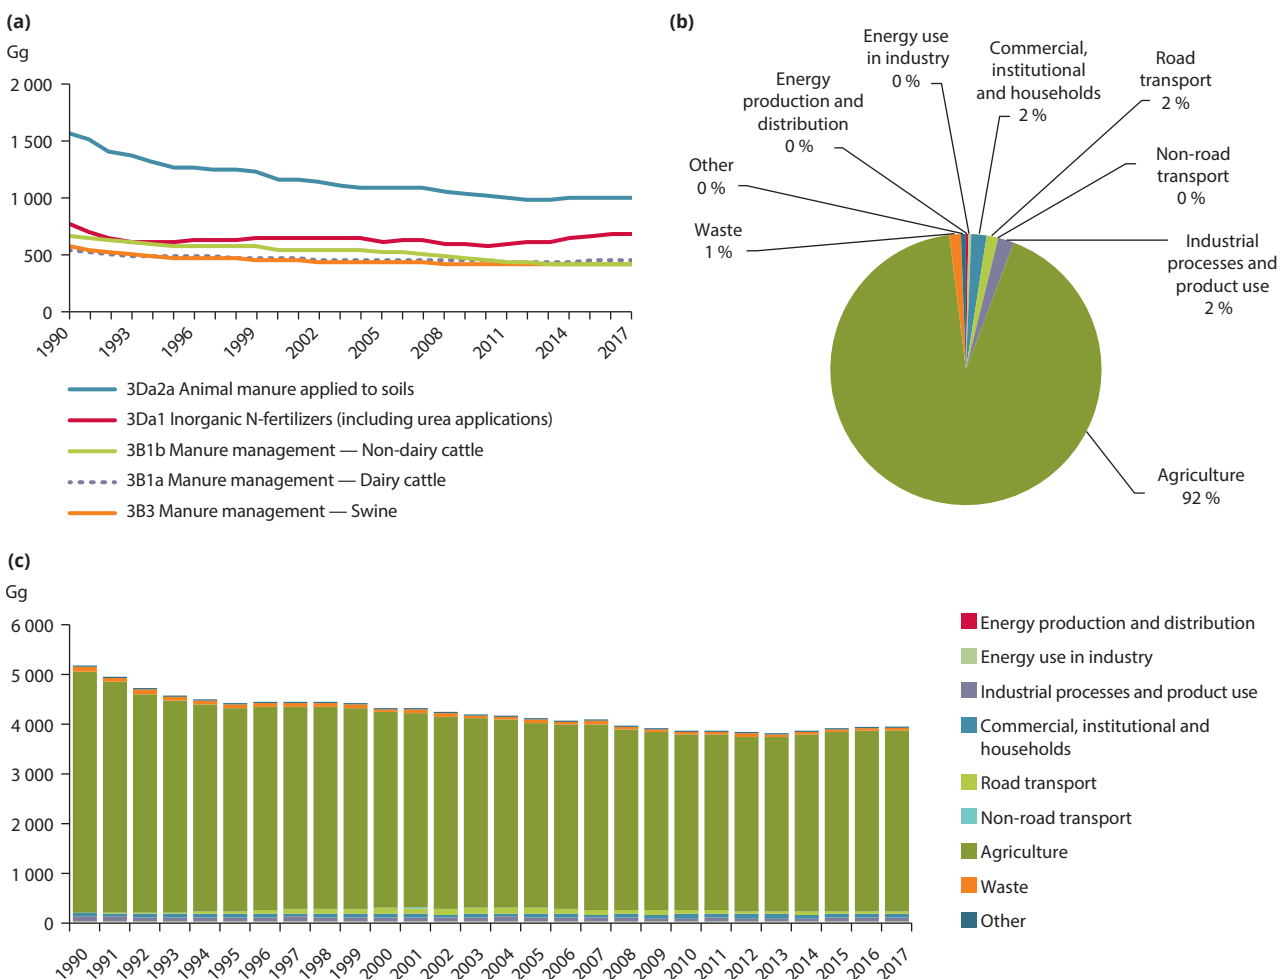 (a)
Gg
2 000
1 500
1 000
500
0
1990
1993
1996
1999
2002
2005
2008
2011
2014
2017
3Da2a Animal manure applied to soils
3Da1 Inorganic N-fertilizers (including urea applications)
3B1b Manure management — Non-dairy cattle
3B1a Manure management — Dairy cattle
3B3 Manure management — Swine
(b)
Energy use
in industry
0 %
Commercial,
institutional
and households
2 %
Road
transport
2 %
Energy
production and
distribution
0 %
Non-road
transport
0 %
Other
0 %
Waste
1 %
Industrial
processes and
product use
2 %
Agriculture
92 %
(c)
Gg
6 000
5 000
4 000
3 000
2 000
1 000
0
1990
1991
1992
1993
1994
1995
1996
1997
1998
1999
2000
2001
2002
2003
2004
2005
2006
2007
2008
2009
2010
2011
2012
2013
2014
2015
2016
2017
Energy production and distribution
Energy use in industry
Industrial processes and product use
Commercial, institutional and
households
Road transport
Non-road transport
Agriculture
Waste
Other